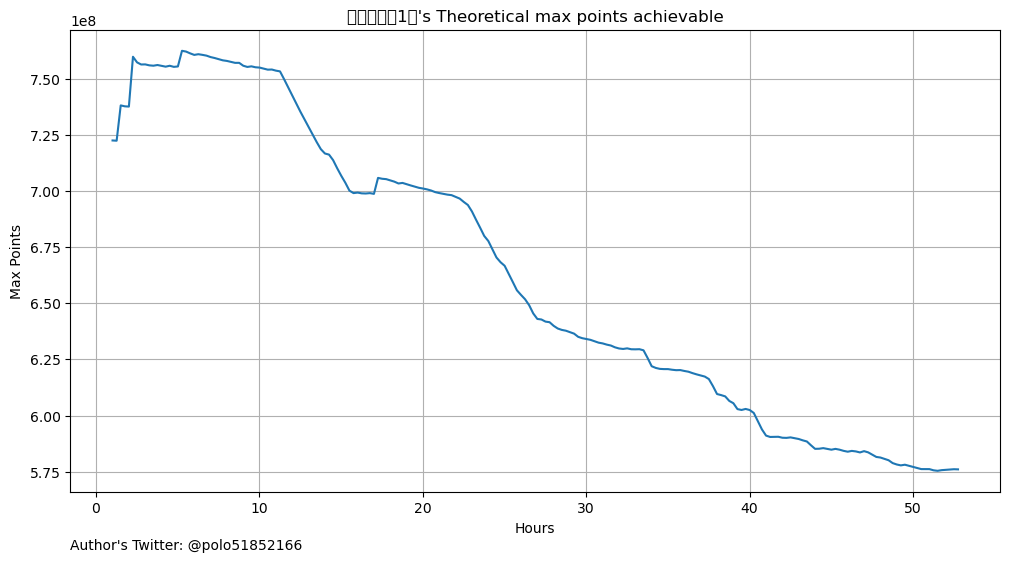 1's Theoretical max points achievable
1e8
7.50
7.25
7.00
6.75
6.50
6.25
6.00
5.75
Max Points
0 10 20 30 40 50
Hours
Author's Twitter: @polo51852166